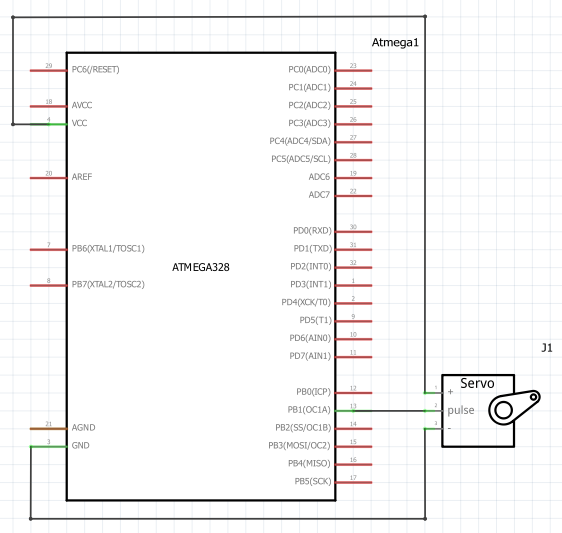 Atmega1
29 PC6(/RESET) PC0(ADC0) 23
PC1(ADC1) 24
18 AVCC PC2(ADC2) 25
4 VCC PC3(ADC3) 26
PC4(ADC4/SDA) 27
PC5(ADC5/SCL) 28
20 AREF ADC6 19
ADC7 22
PD0(RXD) 30
7 PB6(XTAL1/TOSC1) PD1(TXD) 31
ATMEGA328 PD2(INT0) 32
8 PB7(XTAL2/TOSC2) PD3(INT1) 1
PD4(XCK/T0) 2
PD5(T1) 9
PD6(AIN0) 10
J1
PD7(AIN1) 11
Servo
PB0(ICP) 12 1 +
PB1(OC1A) 13 2 pulse
21 AGND PB2(SS/OC1B) 14 3 -
3 GND PB3(MOSI/OC2) 15
PB4(MISO) 16
PB5(SCK) 17